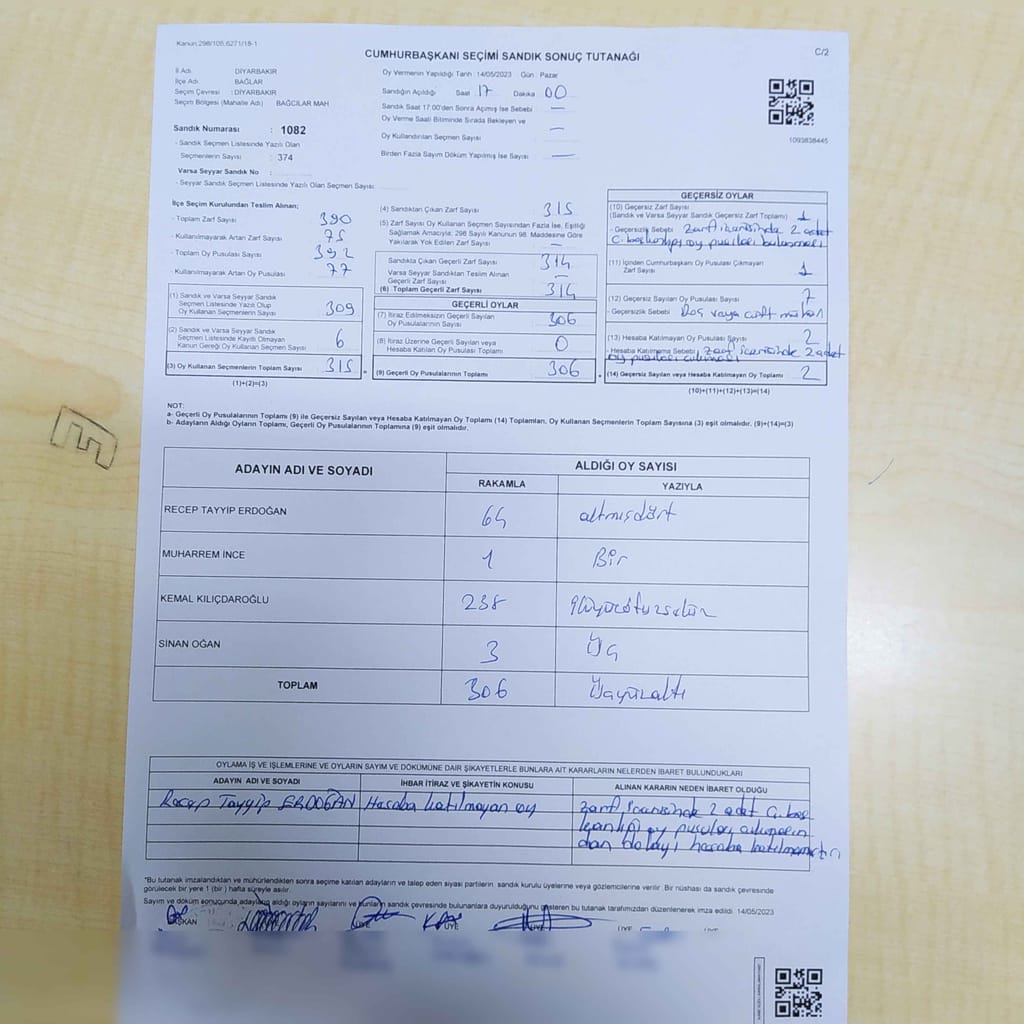 Kanun:298/105,6271/18-1
C/2
CUMHURBAŞKANI SEÇİMİ SANDIK SONUÇ TUTANAĞI
İl Adı : DİYARBAKIR
İlçe Adı : BAĞLAR
Seçim Çevresi : DİYARBAKIR
Seçim Bölgesi (Mahalle Adı) : BAĞCILAR MAH
Sandık Numarası : 1082
- Sandık Seçmen Listesinde Yazılı Olan
Seçmenlerin Sayısı : 374
Varsa Seyyar Sandık No :
- Seyyar Sandık Seçmen Listesinde Yazılı Olan Seçmen Sayısı:
Oy Vermenin Yapıldığı Tarih 14/05/2023 Gün : Pazar
Sandığın Açıldığı Saat 17 Dakika 00
Sandık Saat 17:00'den Sonra Açılmış İse Sebebi —
Oy Verme Saati Bitiminde Sırada Bekleyen ve
Oy Kullandırılan Seçmen Sayısı —
Birden Fazla Sayım Döküm Yapılmış İse Sayısı —
1093838445
İlçe Seçim Kurulundan Teslim Alınan;
- Toplam Zarf Sayısı 390
- Kullanılmayarak Artan Zarf Sayısı 75
- Toplam Oy Pusulası Sayısı 392
- Kullanılmayarak Artan Oy Pusulası 77
(1) Sandık ve Varsa Seyyar Sandık
Seçmen Listesinde Yazılı Olup
Oy Kullanan Seçmenlerin Sayısı 309
(2) Sandık ve Varsa Seyyar Sandık
Seçmen Listesinde Kayıtlı Olmayan
Kanun Gereği Oy Kullanan Seçmen Sayısı 6
(3) Oy Kullanan Seçmenlerin Toplam Sayısı 315
(1)+(2)=(3)
(4) Sandıktan Çıkan Zarf Sayısı 315
(5) Zarf Sayısı Oy Kullanan Seçmen Sayısından Fazla İse, Eşitliği
Sağlamak Amacıyla; 298 Sayılı Kanunun 98. Maddesine Göre
Yakılarak Yok Edilen Zarf Sayısı —
Sandıkta Çıkan Geçerli Zarf Sayısı 314
Varsa Seyyar Sandıktan Teslim Alınan
Geçerli Zarf Sayısı —
(6) Toplam Geçerli Zarf Sayısı 314
GEÇERLİ OYLAR
(7) İtiraz Edilmeksizin Geçerli Sayılan
Oy Pusulasının Sayısı 306
(8) İtiraz Üzerine Geçerli Sayılan veya
Hesaba Katılan Oy Pusulası Toplamı 0
(9) Geçerli Oy Pusulalarının Toplamı 306
GEÇERSİZ OYLAR
(10) Geçersiz Zarf Sayısı
(Sandık ve Varsa Seyyar Sandık Geçersiz Zarf Toplamı) 1
- Geçersizlik Sebebi Zarf içerisinde 2 adet
C.başkanlığı oy pusulası bulunması
(11) İçinden Cumhurbaşkanı Oy Pusulası Çıkmayan
Zarf Sayısı 1
(12) Geçersiz Sayılan Oy Pusulası Sayısı 7
- Geçersizlik Sebebi Boş veya çift mühür
(13) Hesaba Katılmayan Oy Pusulası Sayısı 2
- Hesaba Katılmama Sebebi Zarf içerisinde 2 adet
oy pusulası çıkması
(14) Geçersiz Sayılan veya Hesaba Katılmayan Oy Toplamı 2
(10)+(11)+(12)+(13)=(14)
NOT:
a- Geçerli Oy Pusulalarının Toplamı (9) ile Geçersiz Sayılan veya Hesaba Katılmayan Oy Toplamı (14) Toplamları, Oy Kullanan Seçmenlerin Toplam Sayısına (3) eşit olmalıdır. (9)+(14)=(3)
b- Adayların Aldığı Oyların Toplamı, Geçerli Oy Pusulalarının Toplamına (9) eşit olmalıdır.
ADAYIN ADI VE SOYADI
ALDIĞI OY SAYISI
RAKAMLA YAZIYLA
RECEP TAYYİP ERDOĞAN 64 altmışdört
MUHARREM İNCE 1 Bir
KEMAL KILIÇDAROĞLU 238
SİNAN OĞAN 3 Üç
TOPLAM 306 Üçyüzaltı
OYLAMA İŞ VE İŞLEMLERİNE VE OYLARIN SAYIM VE DÖKÜMÜNE DAİR ŞİKAYETLERLE BUNLARA AİT KARARLARIN NELERDEN İBARET BULUNDUKLARI
ADAYIN ADI VE SOYADI İHBAR İTİRAZ VE ŞİKAYETİN KONUSU ALINAN KARARIN NEDEN İBARET OLDUĞU
Recep Tayyip ERDOĞAN Hesaba katılmayan oy Zarf İçerisinde 2 adet C.baş
kanlığı oy pusulası
dan dolayı hesaba katılmamıştır
*Bu tutanak imzalandıktan ve mühürlendikten sonra seçime katılan adayların ve talep eden siyasi partilerin, sandık kurulu üyelerine veya gözlemcilerine verilir. Bir nüshası da sandık çevresinde
görülecek bir yere 1 (bir) hafta süreyle asılır.
Sayım ve döküm sonucunda adayların aldığı oyların sayılarını ve bunların sandık çevresinde bulunanlara duyurulduğunu gösteren bu tutanak tarafımızdan düzenlenerek imza edildi. 14/05/2023
BAŞKAN ÜYE ÜYE ÜYE ÜYE ÜYE
E